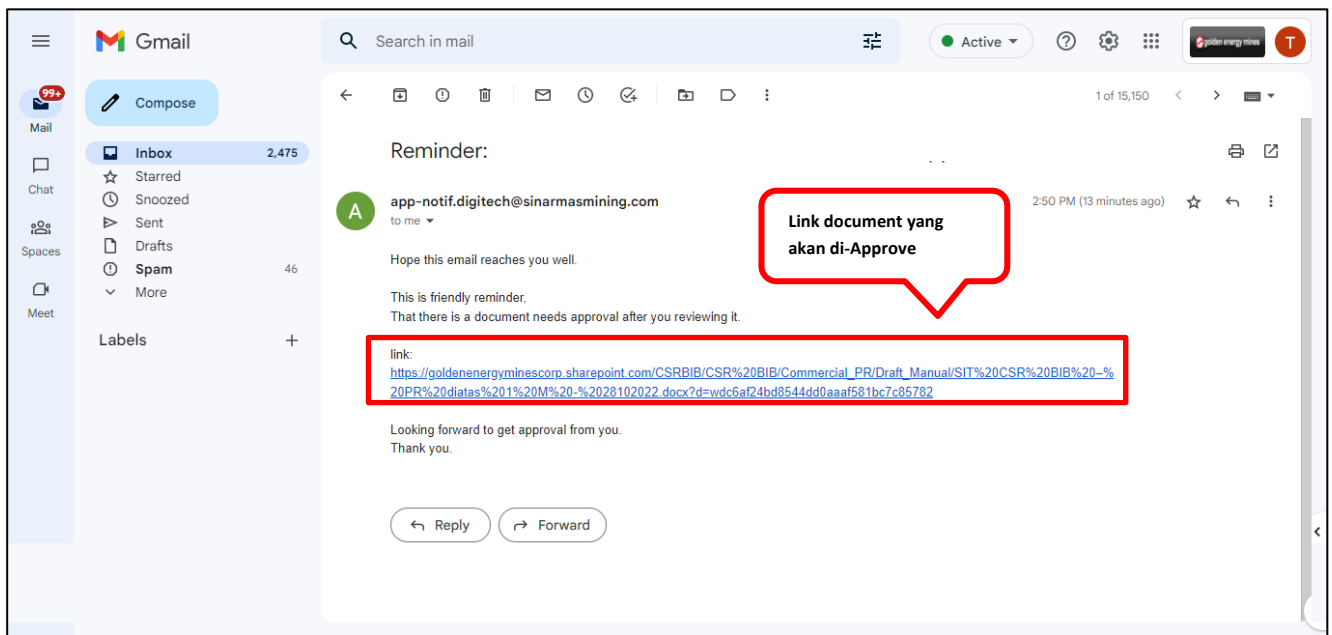 Gmail
Search in mail
Active
golden energy mines
T
99+
Mail
Compose
1 of 15,150
Inbox 2,475
Reminder:
Chat
Starred
Snoozed
A
app-notif.digitech@sinarmasmining.com
2:50 PM (13 minutes ago)
to me
Link document yang
akan di-Approve
Spaces
Sent
Drafts
Spam 46
More
Meet
Labels
Hope this email reaches you well.
This is friendly reminder,
That there is a document needs approval after you reviewing it.
link:
https://goldenenergyminescorp.sharepoint.com/CSRBIB/CSR%20BIB/Commercial_PR/Draft_Manual/SIT%20CSR%20BIB%20–%
20PR%20diatas%201%20M%20-%2028102022.docx?d=wdc6af24bd8544dd0aaaf581bc7c85782
Looking forward to get approval from you.
Thank you.
Reply
Forward